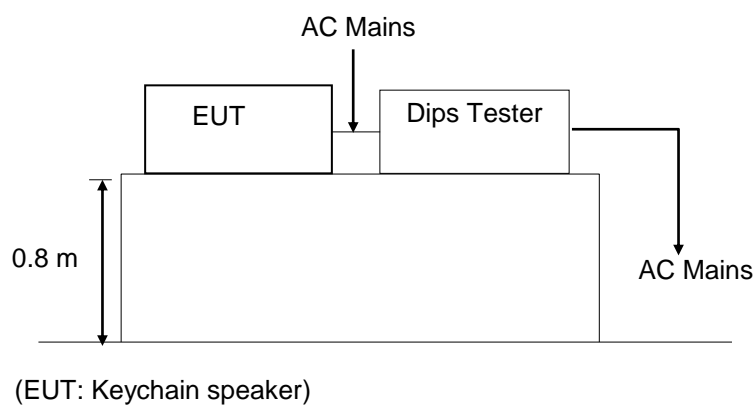 AC Mains
EUT
Dips Tester
0.8 m
AC Mains
(EUT: Keychain speaker)